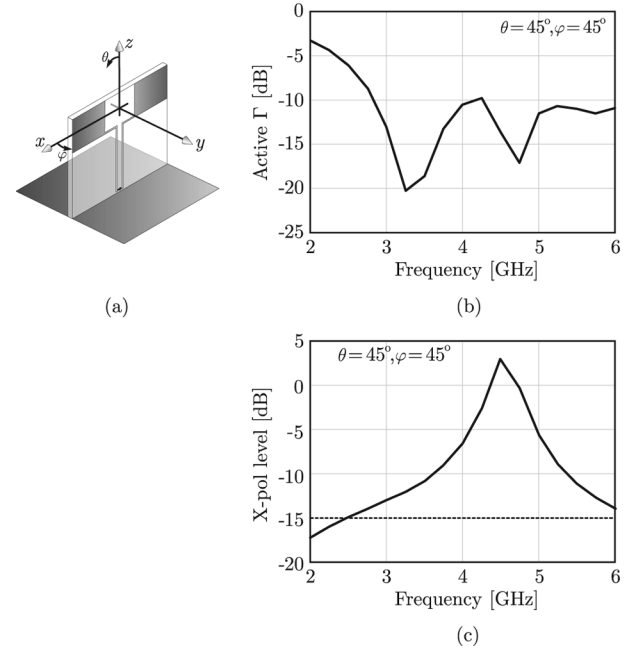 θ
z
x
φ
y
(a)
θ=45°,φ=45°
Active Γ [dB]
0
-5
-10
-15
-20
-25
2 3 4 5 6
Frequency [GHz]
(b)
θ=45°,φ=45°
X-pol level [dB]
5
0
-5
-10
-15
-20
2 3 4 5 6
Frequency [GHz]
(c)